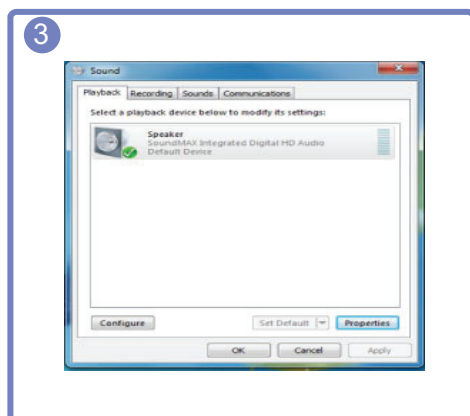 3
Sound
Playback Recording Sounds Communications
Select a playback device below to modify its settings:
Speaker
SoundMAX Integrated Digital HD Audio
Default Device
Configure Set Default Properties
OK Cancel Apply